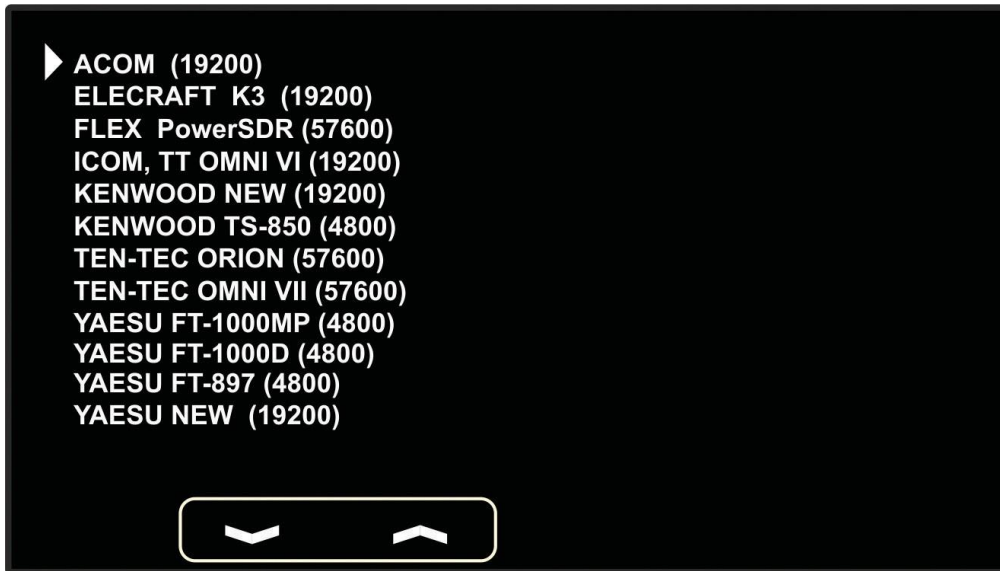 ACOM  (19200)
ELECRAFT  K3  (19200)
FLEX  PowerSDR (57600)
ICOM, TT OMNI VI (19200)
KENWOOD NEW (19200)
KENWOOD TS-850 (4800)
TEN-TEC ORION (57600)
TEN-TEC OMNI VII (57600)
YAESU FT-1000MP (4800)
YAESU FT-1000D (4800)
YAESU FT-897 (4800)
YAESU NEW  (19200)